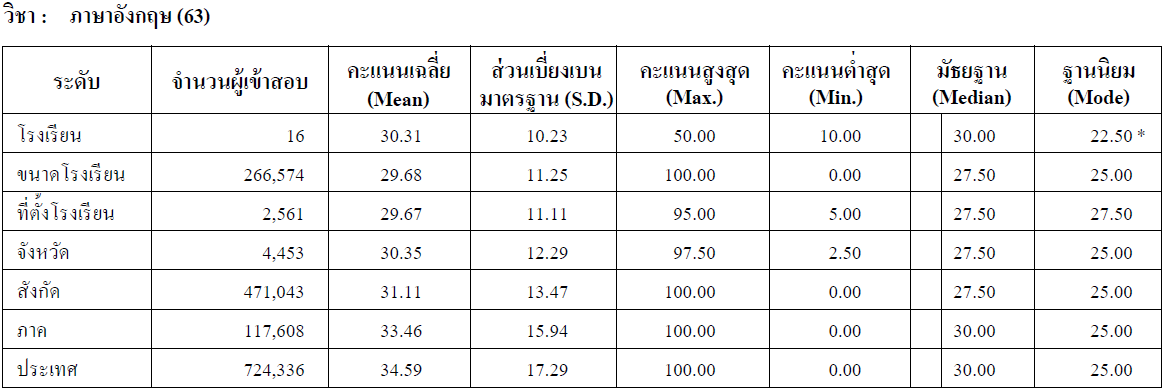 วิชา : ภาษาอังกฤษ (63)
ระดับ จำนวนผู้เข้าสอบ คะแนนเฉลี่ย (Mean) ส่วนเบี่ยงเบนมาตรฐาน (S.D.) คะแนนสูงสุด (Max.) คะแนนต่ำสุด (Min.) มัธยฐาน (Median) ฐานนิยม (Mode)
โรงเรียน 16 30.31 10.23 50.00 10.00 30.00 22.50 *
ขนาดโรงเรียน 266,574 29.68 11.25 100.00 0.00 27.50 25.00
ที่ตั้งโรงเรียน 2,561 29.67 11.11 95.00 5.00 27.50 27.50
จังหวัด 4,453 30.35 12.29 97.50 2.50 27.50 25.00
สังกัด 471,043 31.11 13.47 100.00 0.00 27.50 25.00
ภาค 117,608 33.46 15.94 100.00 0.00 30.00 25.00
ประเทศ 724,336 34.59 17.29 100.00 0.00 30.00 25.00